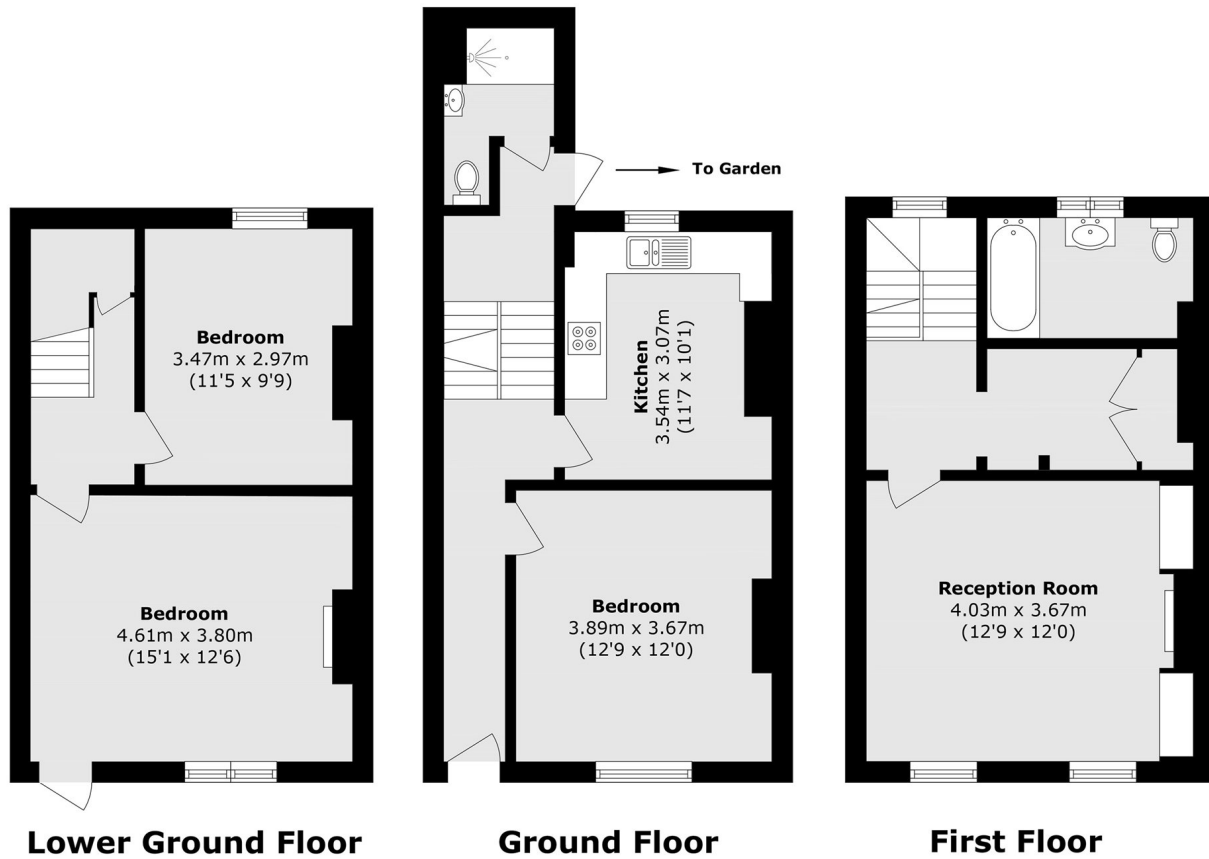 To Garden
Bedroom
3.47m x 2.97m
(11'5 x 9'9)
Bedroom
4.61m x 3.80m
(15'1 x 12'6)
Lower Ground Floor
Kitchen
3.54m x 3.07m
(11'7 x 10'1)
Bedroom
3.89m x 3.67m
(12'9 x 12'0)
Ground Floor
Reception Room
4.03m x 3.67m
(12'9 x 12'0)
First Floor